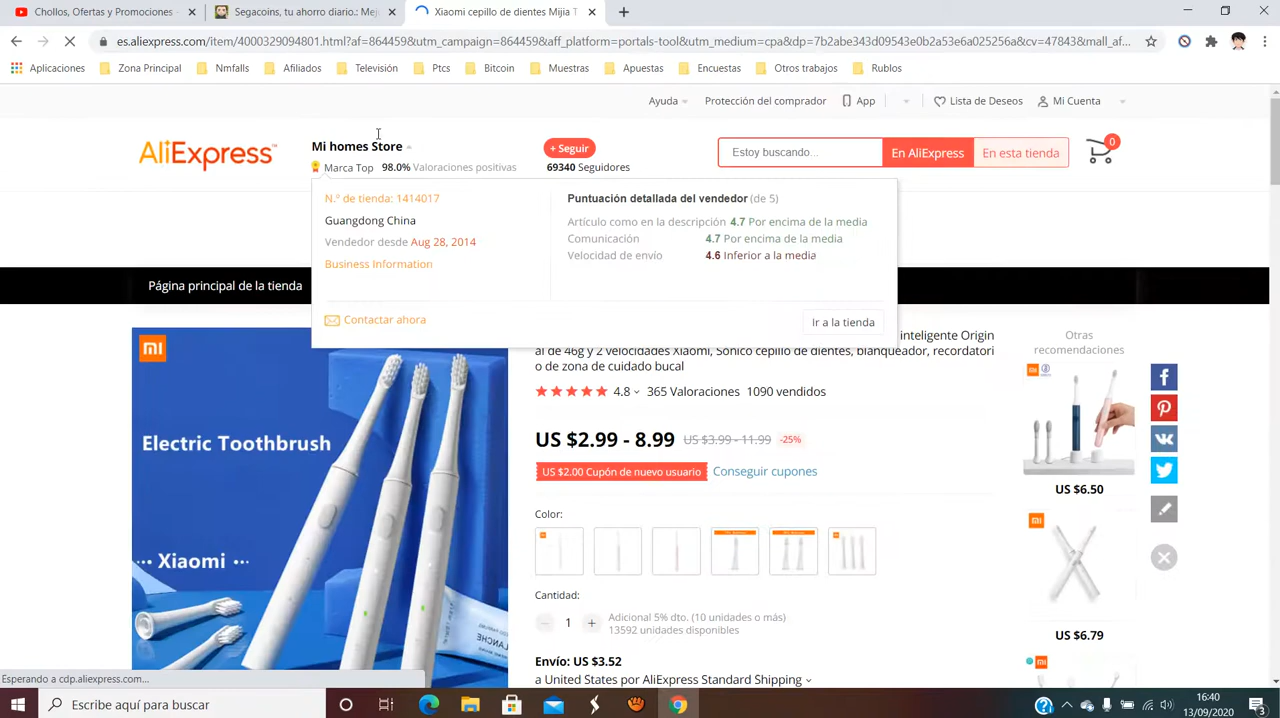 Chollos, Ofertas y Promociones
Segacoins, tu ahorro diario.: Mej
Xiaomi cepillo de dientes Mijia T
es.aliexpress.com/item/4000329094801.html?af=864459&utm_campaign=864459&aff_platform=portals-tool&utm_medium=cpa&dp=7b2abe343d09543e0b2a53e6a025256a&cv=47843&mall_af...
Aplicaciones
Zona Principal
Nmfalls
Afiliados
Televisión
Ptcs
Bitcoin
Muestras
Apuestas
Encuestas
Otros trabajos
Rublos
Ayuda
Protección del comprador
App
Lista de Deseos
Mi Cuenta
AliExpress
Mi homes Store
Marca Top 98.0% Valoraciones positivas
+ Seguir
69340 Seguidores
Estoy buscando...
En AliExpress
En esta tienda
0
N.º de tienda: 1414017
Guangdong China
Vendedor desde Aug 28, 2014
Business Information
Contactar ahora
Puntuación detallada del vendedor (de 5)
Artículo como en la descripción 4.7 Por encima de la media
Comunicación 4.7 Por encima de la media
Velocidad de envío 4.6 Inferior a la media
Ir a la tienda
Página principal de la tienda
mi
Electric Toothbrush
··· Xiaomi ···
inteligente Origin
al de 46g y 2 velocidades Xiaomi, Sónico cepillo de dientes, blanqueador, recordatori
o de zona de cuidado bucal
4.8
365 Valoraciones
1090 vendidos
US $2.99 - 8.99 US $3.99 - 11.99 -25%
US $2.00 Cupón de nuevo usuario
Conseguir cupones
Color:
Cantidad:
1
Adicional 5% dto. (10 unidades o más)
13592 unidades disponibles
Envío: US $3.52
a United States por AliExpress Standard Shipping
Otras
recomendaciones
US $6.50
US $6.79
Esperando a cdp.aliexpress.com...
Escribe aquí para buscar
16:40
13/09/2020
3